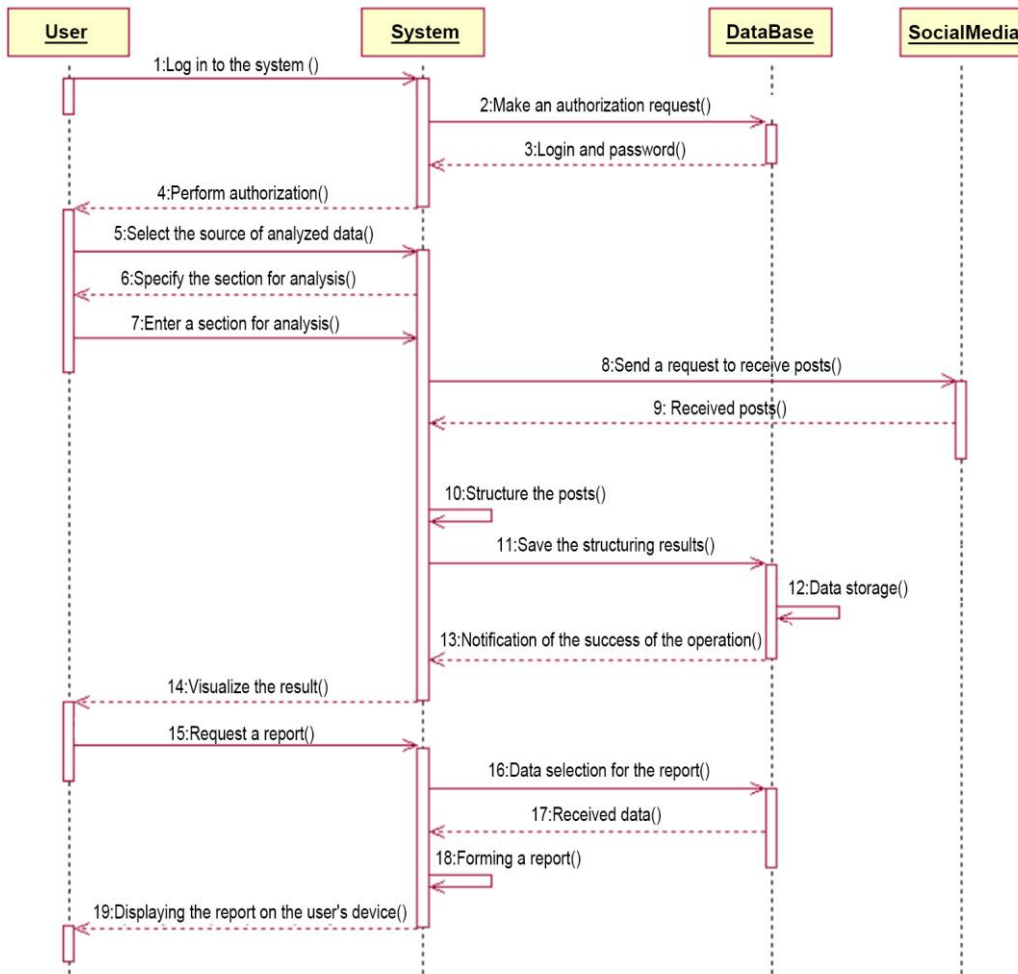 User
System
DataBase
SocialMedia
1:Log in to the system ()
2:Make an authorization request()
3:Login and password()
4:Perform authorization()
5:Select the source of analyzed data()
6:Specify the section for analysis()
7:Enter a section for analysis()
8:Send a request to receive posts()
9: Received posts()
10:Structure the posts()
11:Save the structuring results()
12:Data storage()
13:Notification of the success of the operation()
14:Visualize the result()
15:Request a report()
16:Data selection for the report()
17:Received data()
18:Forming a report()
19:Displaying the report on the user's device()